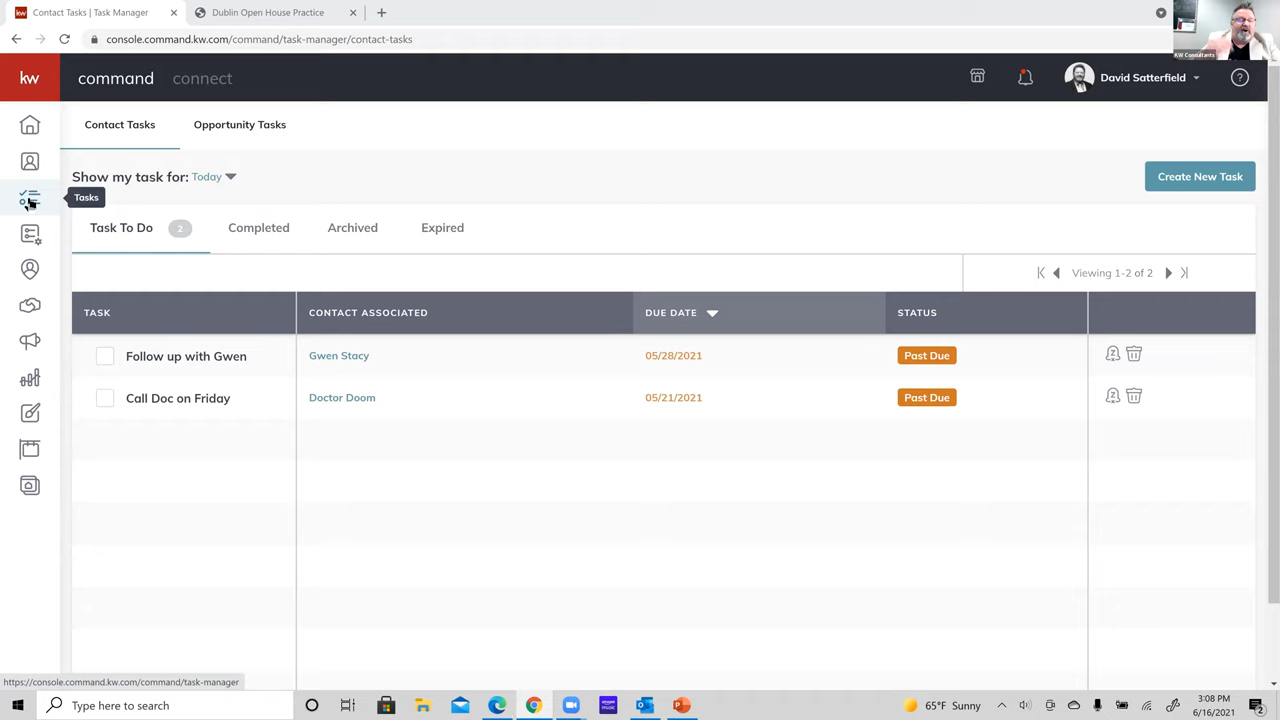 Contact Tasks | Task Manager
Dublin Open House Practice
console.command.kw.com/command/task-manager/contact-tasks
KW Consultants
kw
command
connect
David Satterfield
Contact Tasks
Opportunity Tasks
Show my task for: Today
Create New Task
Tasks
Task To Do 2
Completed
Archived
Expired
Viewing 1-2 of 2
TASK
CONTACT ASSOCIATED
DUE DATE
STATUS
Follow up with Gwen
Gwen Stacy
05/28/2021
Past Due
Call Doc on Friday
Doctor Doom
05/21/2021
Past Due
https://console.command.kw.com/command/task-manager
Type here to search
65°F Sunny
3:08 PM
6/16/2021
2